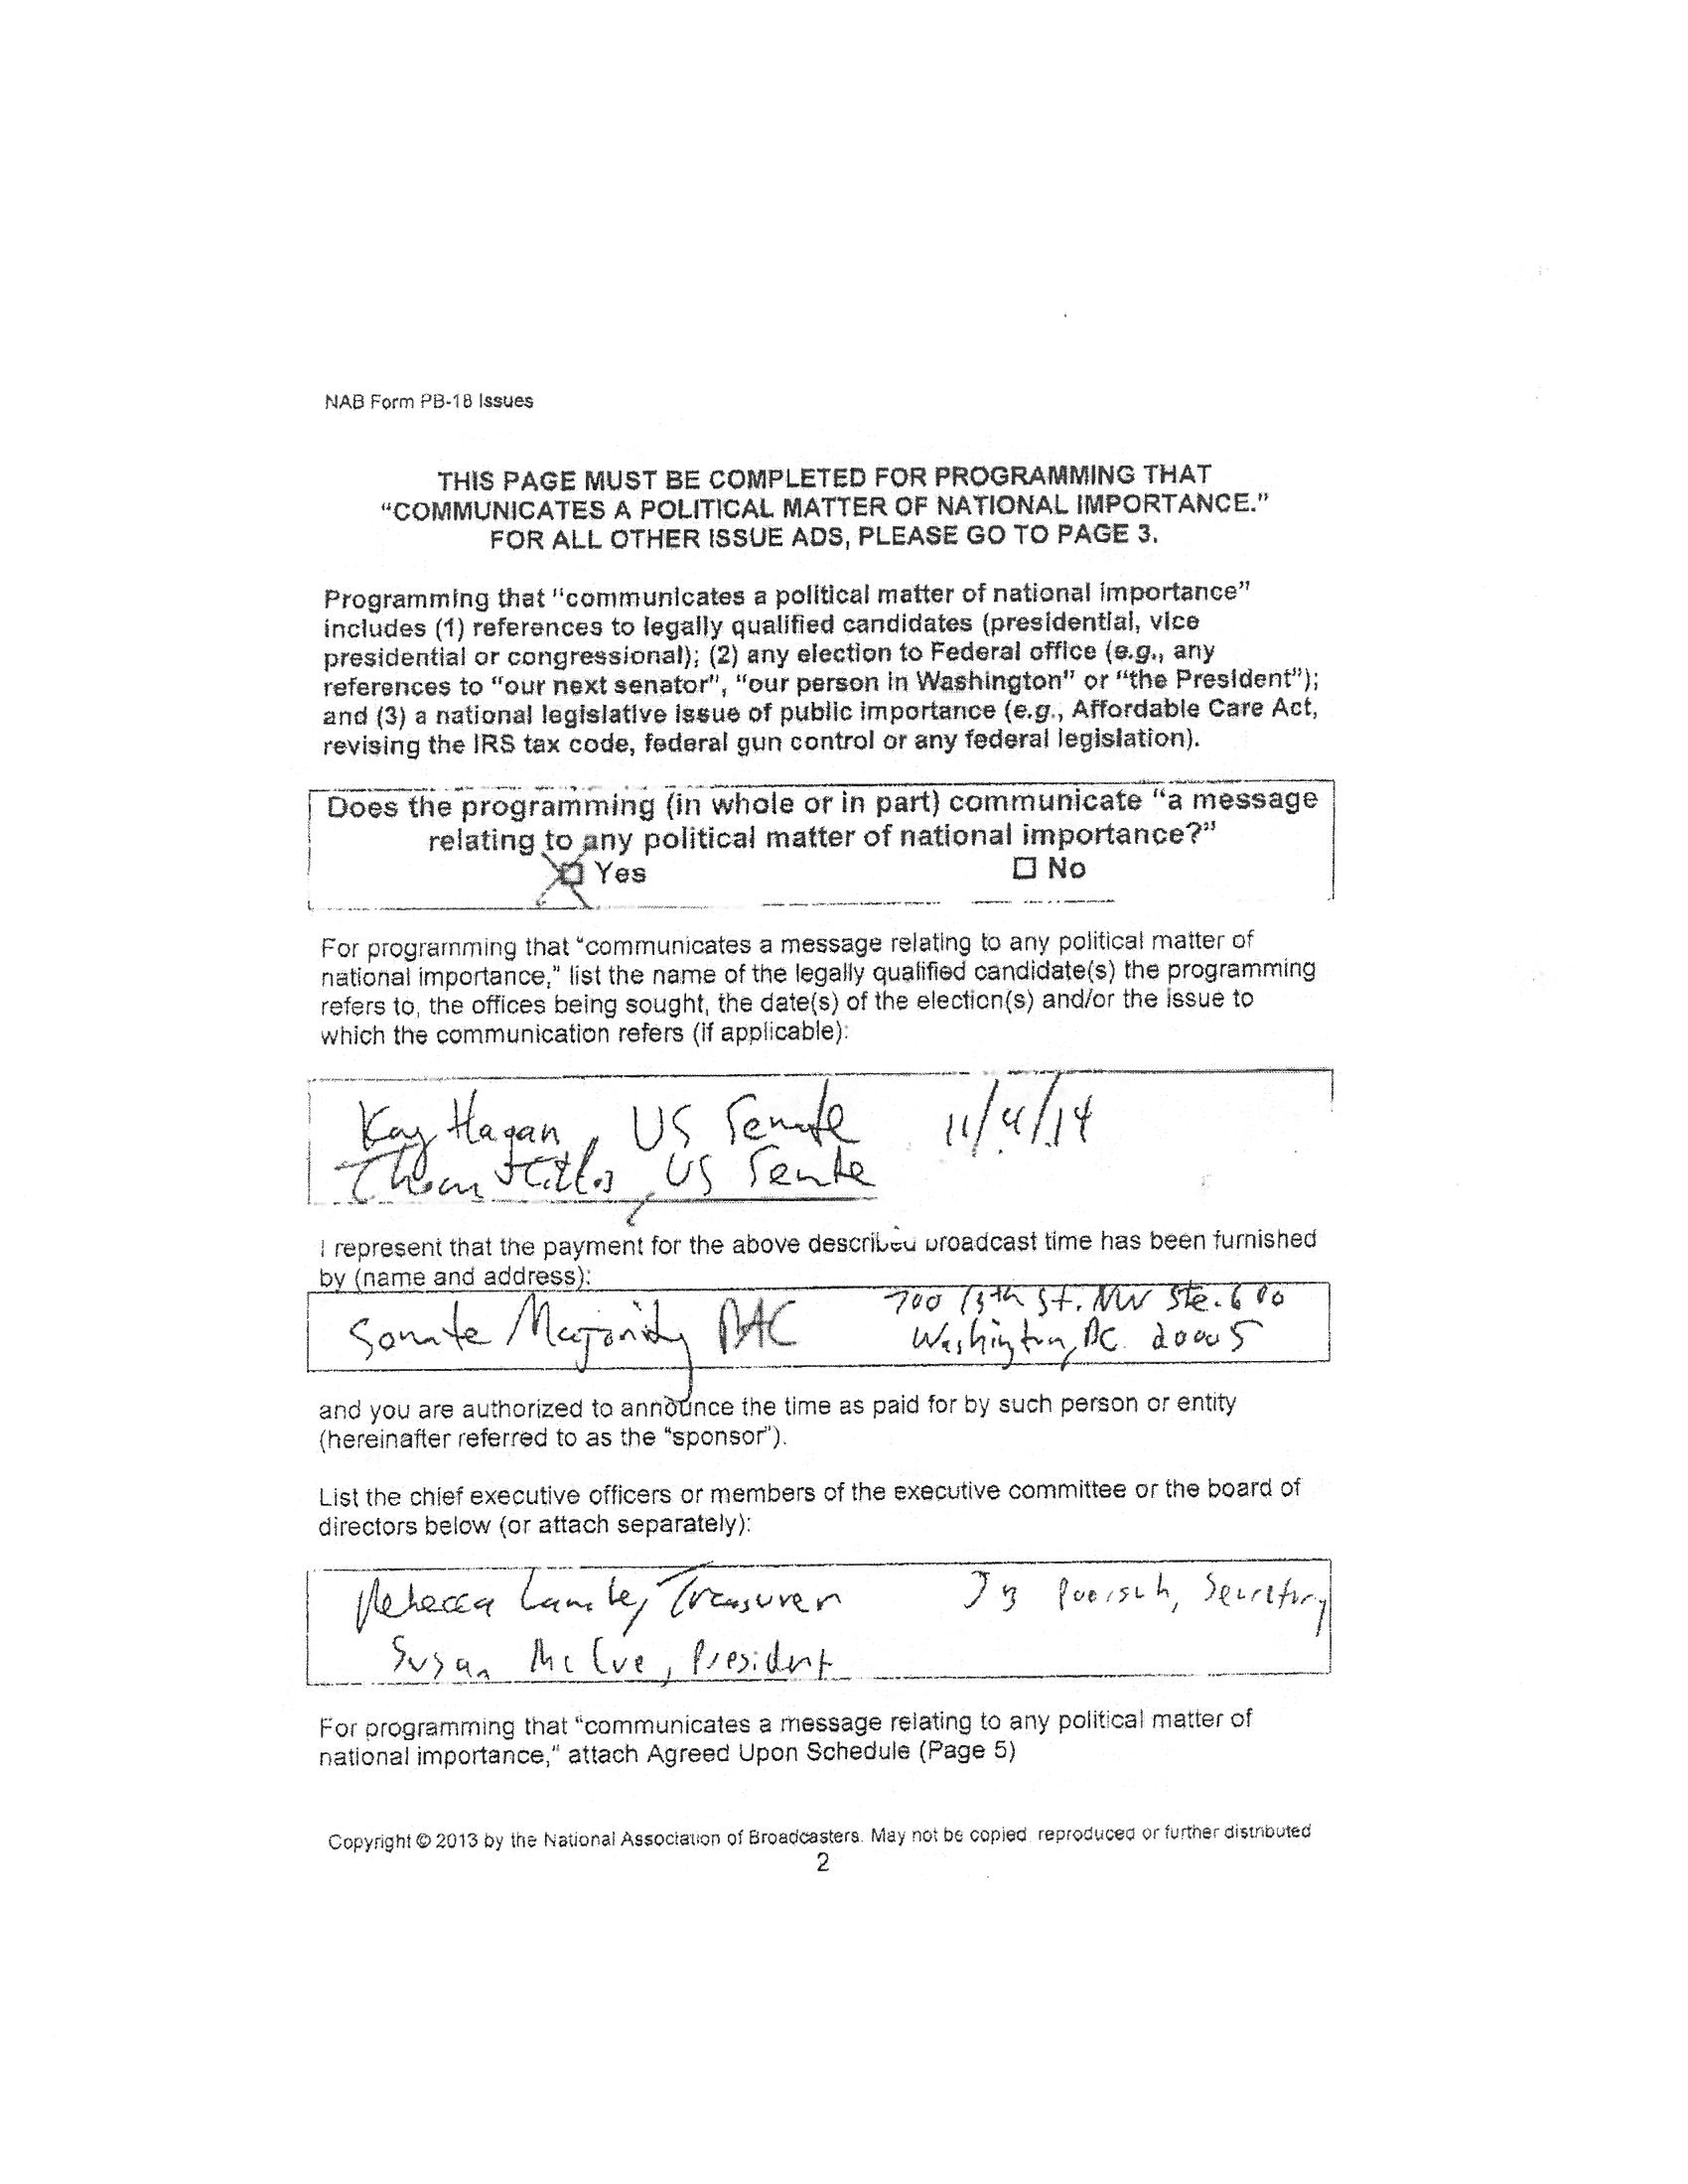 NAB Form PB-18 Issues
THIS PAGE MUST BE COMPLETED FOR PROGRAMMING THAT
"COMMUNICATES A POLITICAL MATTER OF NATIONAL IMPORTANCE."
FOR ALL OTHER ISSUE ADS, PLEASE GO TO PAGE 3.
Programming that "communicates a political matter of national importance"
includes (1) references to legally qualified candidates (presidential, vice
presidential or congressional); (2) any election to Federal office (e.g., any
references to "our next senator", "our person in Washington" or "the President");
and (3) a national legislative issue of public importance (e.g., Affordable Care Act,
revising the IRS tax code, federal gun control or any federal legislation).
Does the programming (in whole or in part) communicate "a message
relating to any political matter of national importance?"
☒ Yes ☐ No
For programming that "communicates a message relating to any political matter of
national importance," list the name of the legally qualified candidate(s) the programming
refers to, the offices being sought, the date(s) of the election(s) and/or the issue to
which the communication refers (if applicable):
Kay Hagan, US Senate 11/4/14
Thom Tillis, US Senate
I represent that the payment for the above described broadcast time has been furnished
by (name and address):
Senate Majority PAC 700 13th St. NW Ste. 600
Washington, DC 20005
and you are authorized to announce the time as paid for by such person or entity
(hereinafter referred to as the "sponsor").
List the chief executive officers or members of the executive committee or the board of
directors below (or attach separately):
Rebecca Lambe, Treasurer Poersch, Secretary
Susan McCue, President
For programming that "communicates a message relating to any political matter of
national importance," attach Agreed Upon Schedule (Page 5)
Copyright © 2013 by the National Association of Broadcasters. May not be copied reproduced or further distributed
2